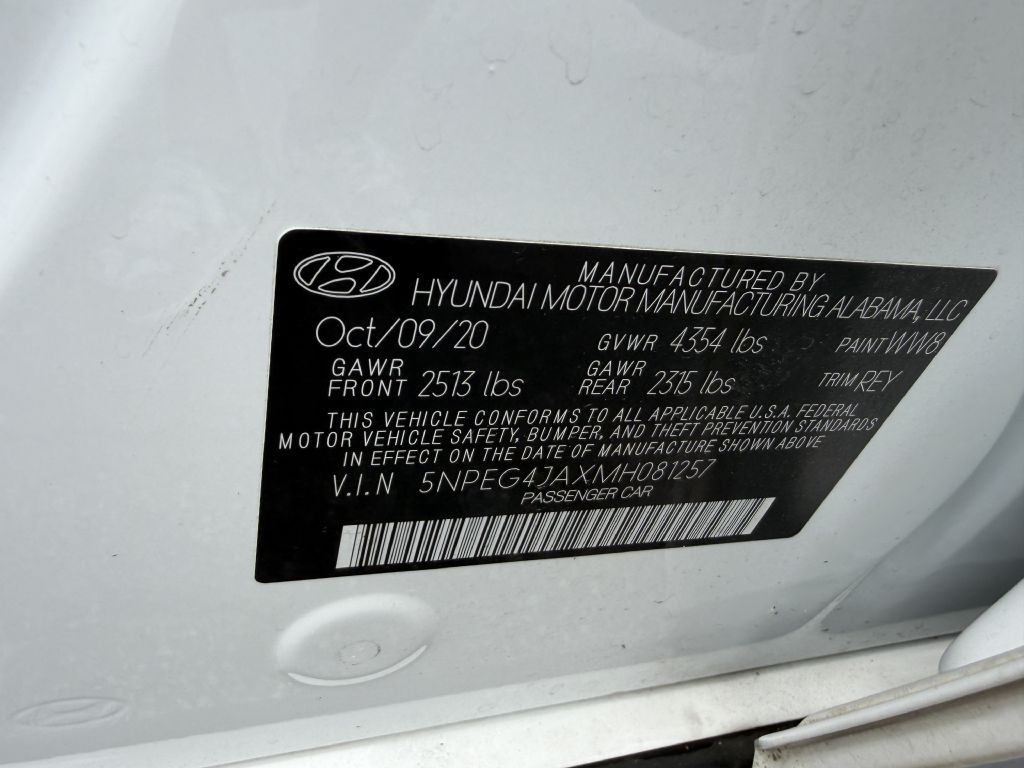 MANUFACTURED BY
HYUNDAI MOTOR MANUFACTURING ALABAMA, LLC
Oct/09/20 GVWR 4354 lbs PAINT WW8
GAWR FRONT 2513 lbs GAWR REAR 2315 lbs TRIM REY
THIS VEHICLE CONFORMS TO ALL APPLICABLE U.S.A. FEDERAL
MOTOR VEHICLE SAFETY, BUMPER, AND THEFT PREVENTION STANDARDS
IN EFFECT ON THE DATE OF MANUFACTURE SHOWN ABOVE
V.I.N 5NPEG4JAXMH081257
PASSENGER CAR